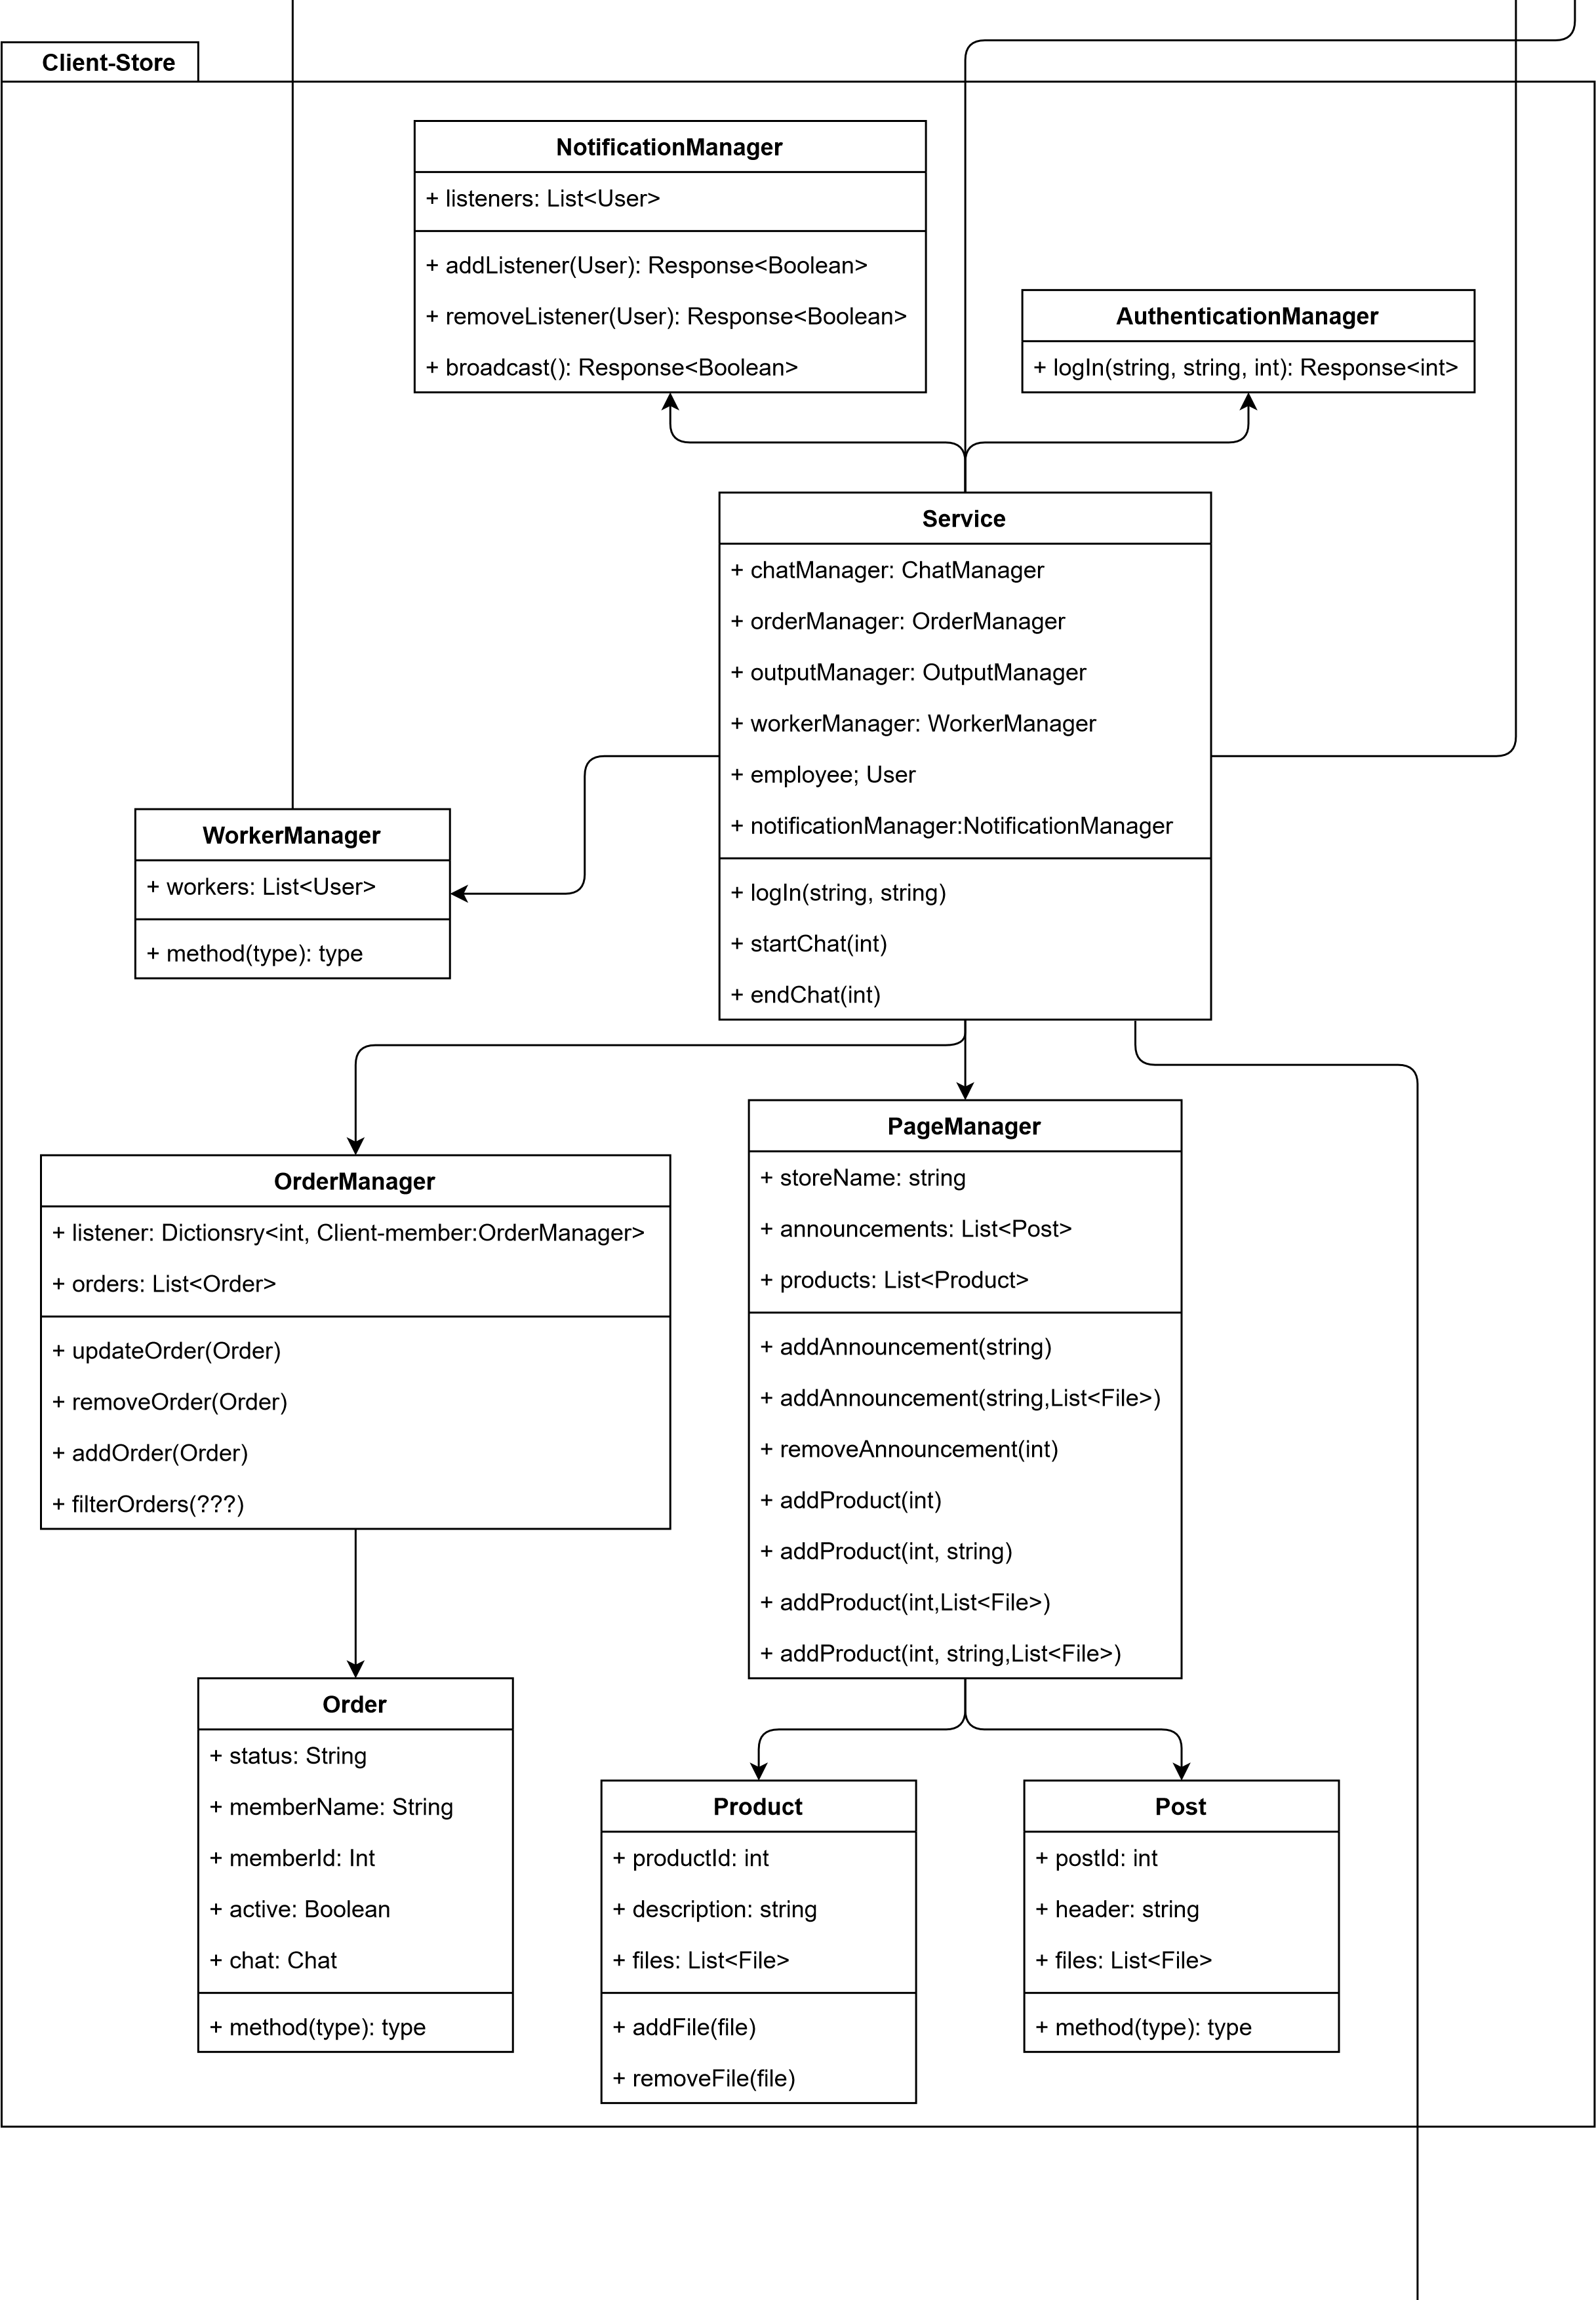 Client-Store
NotificationManager
+ listeners: List<User>
+ addListener(User): Response<Boolean>
+ removeListener(User): Response<Boolean>
+ broadcast(): Response<Boolean>
AuthenticationManager
+ logIn(string, string, int): Response<int>
Service
+ chatManager: ChatManager
+ orderManager: OrderManager
+ outputManager: OutputManager
+ workerManager: WorkerManager
+ employee; User
+ notificationManager:NotificationManager
+ logIn(string, string)
+ startChat(int)
+ endChat(int)
WorkerManager
+ workers: List<User>
+ method(type): type
OrderManager
+ listener: Dictionsry<int, Client-member:OrderManager>
+ orders: List<Order>
+ updateOrder(Order)
+ removeOrder(Order)
+ addOrder(Order)
+ filterOrders(???)
PageManager
+ storeName: string
+ announcements: List<Post>
+ products: List<Product>
+ addAnnouncement(string)
+ addAnnouncement(string,List<File>)
+ removeAnnouncement(int)
+ addProduct(int)
+ addProduct(int, string)
+ addProduct(int,List<File>)
+ addProduct(int, string,List<File>)
Order
+ status: String
+ memberName: String
+ memberId: Int
+ active: Boolean
+ chat: Chat
+ method(type): type
Product
+ productId: int
+ description: string
+ files: List<File>
+ addFile(file)
+ removeFile(file)
Post
+ postId: int
+ header: string
+ files: List<File>
+ method(type): type